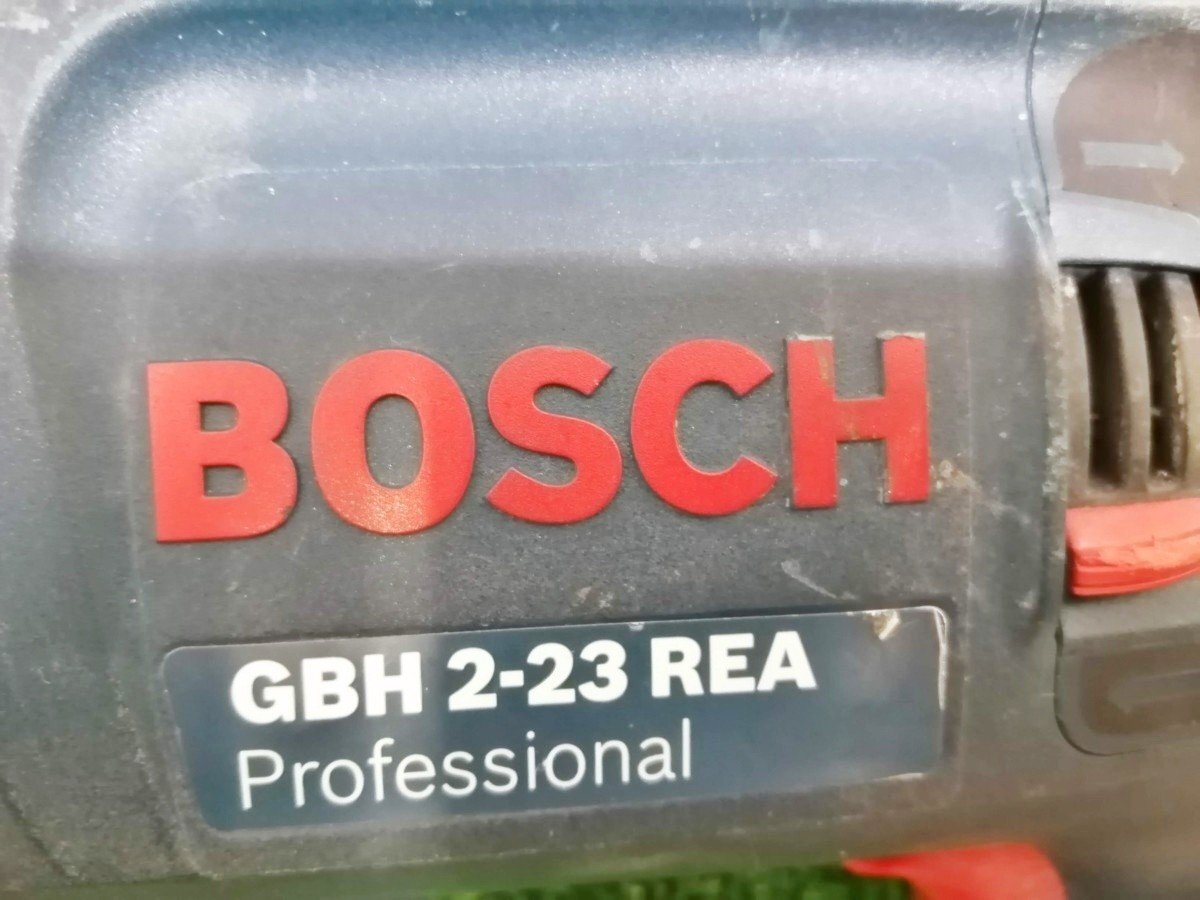 BOSCH
GBH 2-23 REA
Professional